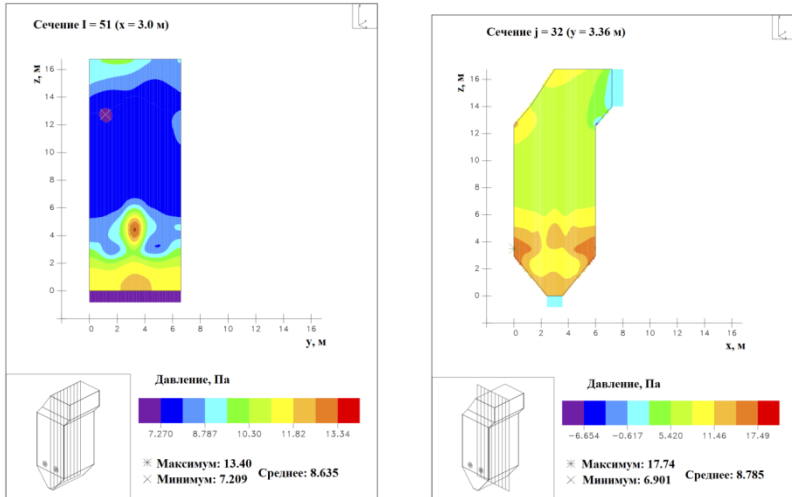 Сечение I = 51 (x = 3.0 м)
z, м
16
14
12
10
8
6
4
2
0
0 2 4 6 8 10 12 14 16
y, м
Давление, Па
7.270 8.787 10.30 11.82 13.34
Максимум: 13.40
Минимум: 7.209
Среднее: 8.635
Сечение j = 32 (y = 3.36 м)
z, м
16
14
12
10
8
6
4
2
0
0 2 4 6 8 10 12 14 16
x, м
Давление, Па
−6.654 −0.617 5.420 11.46 17.49
Максимум: 17.74
Минимум: 6.901
Среднее: 8.785